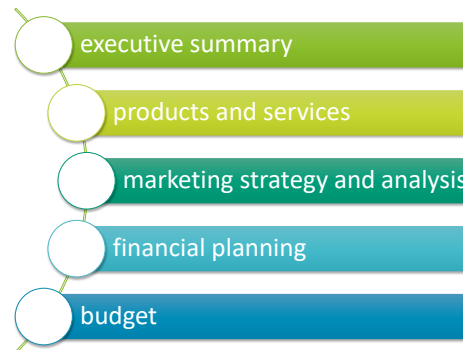 executive summary
products and services
marketing strategy and analysis
financial planning
budget